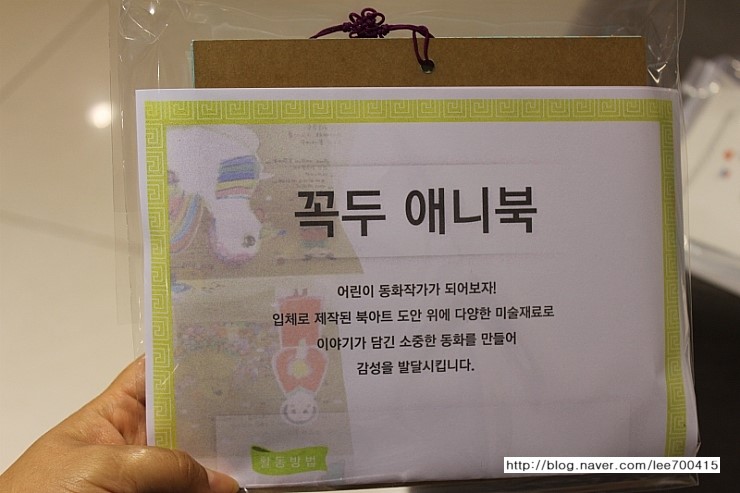 꼭두 애니북
어린이 동화작가가 되어보자!
입체로 제작된 북아트 도안 위에 다양한 미술재료로
이야기가 담긴 소중한 동화를 만들어
감성을 발달시킵니다.
활동방법
http://blog.naver.com/lee700415